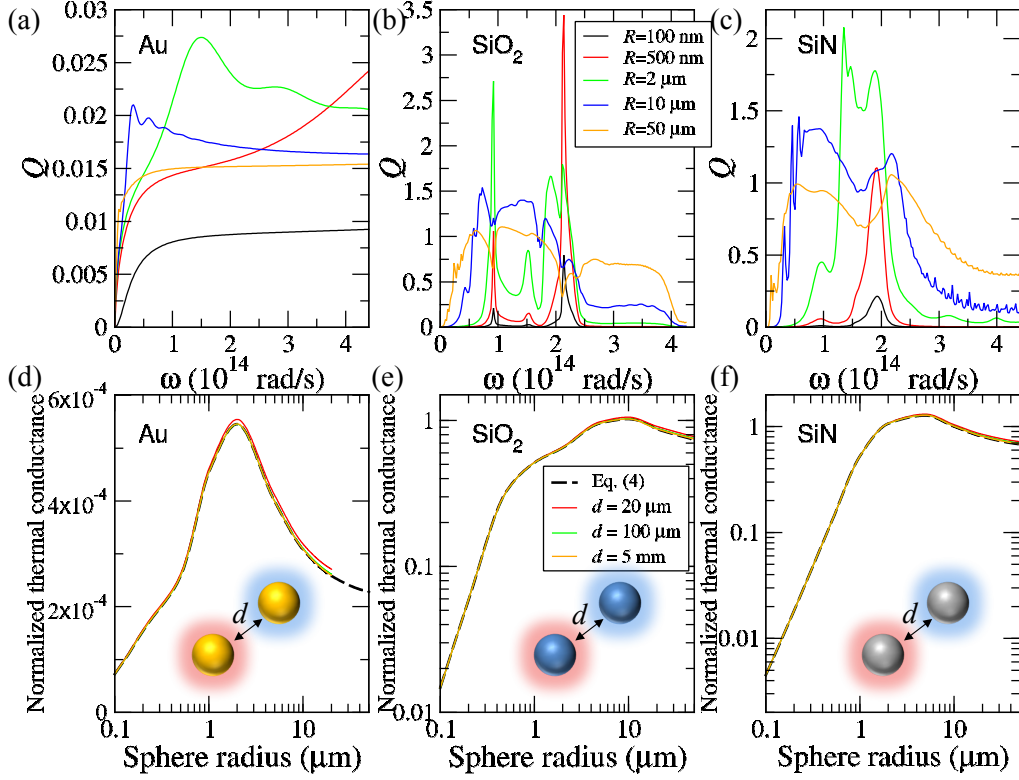 (a)
Au
Q
0.03
0.025
0.02
0.015
0.01
0.005
0
0 1 2 3 4
ω (10^14 rad/s)
(b)
SiO2
Q
3.5
3
2.5
2
1.5
1
0.5
0
R=100 nm
R=500 nm
R=2 μm
R=10 μm
R=50 μm
0 1 2 3 4
ω (10^14 rad/s)
(c)
SiN
Q
2
1.5
1
0.5
0
0 1 2 3 4
ω (10^14 rad/s)
(d)
Au
Normalized thermal conductance
6x10^-4
4x10^-4
2x10^-4
0
d
0.1 1 10
Sphere radius (μm)
(e)
SiO2
Normalized thermal conductance
1
0.1
0.01
Eq. (4)
d = 20 μm
d = 100 μm
d = 5 mm
d
0.1 1 10
Sphere radius (μm)
(f)
SiN
Normalized thermal conductance
1
0.1
0.01
d
0.1 1 10
Sphere radius (μm)